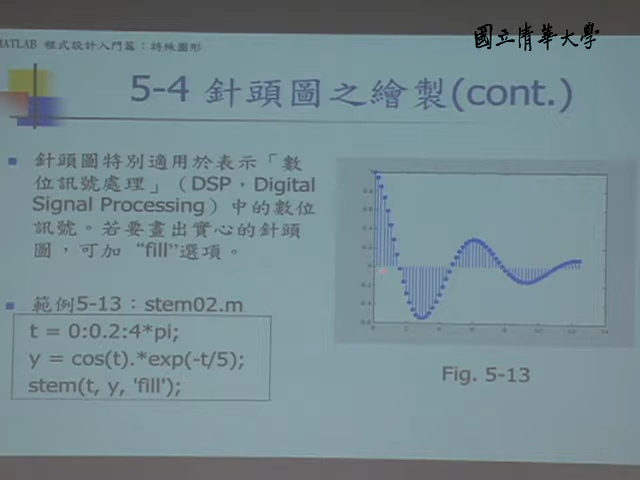 MATLAB 程式設計入門篇：特殊圖形
國立清華大學
5-4 針頭圖之繪製(cont.)
針頭圖特別適用於表示「數
位訊號處理」（DSP，Digital
Signal Processing）中的數位
訊號。若要畫出實心的針頭
圖，可加 “fill”選項。
範例5-13：stem02.m
t = 0:0.2:4*pi;
y = cos(t).*exp(-t/5);
stem(t, y, 'fill');
Fig. 5-13